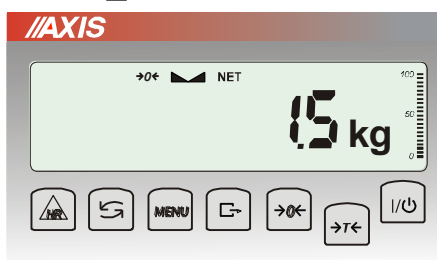 //AXIS
→0← NET 100
1.5 kg 50
0
HR MENU →0← →T← I/⏻